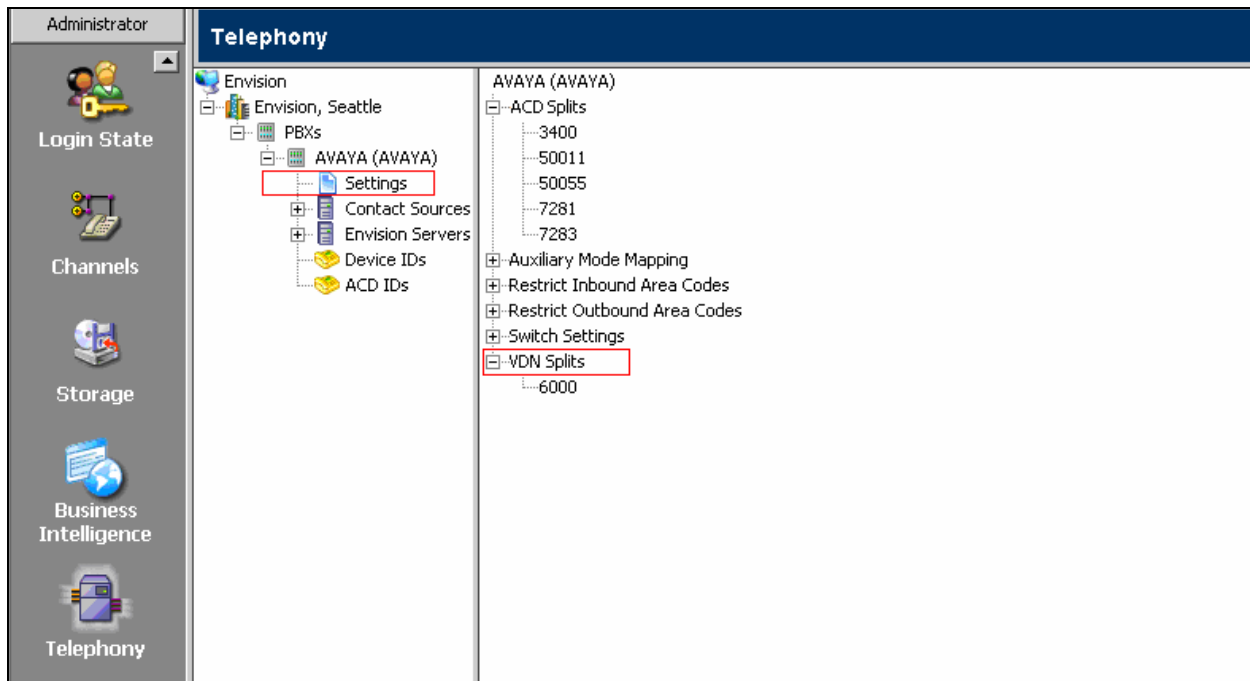 Administrator
Login State
Channels
Storage
Business
Intelligence
Telephony
Telephony
Envision
Envision, Seattle
PBXs
AVAYA (AVAYA)
Settings
Contact Sources
Envision Servers
Device IDs
ACD IDs
AVAYA (AVAYA)
ACD Splits
3400
50011
50055
7281
7283
Auxiliary Mode Mapping
Restrict Inbound Area Codes
Restrict Outbound Area Codes
Switch Settings
VDN Splits
6000